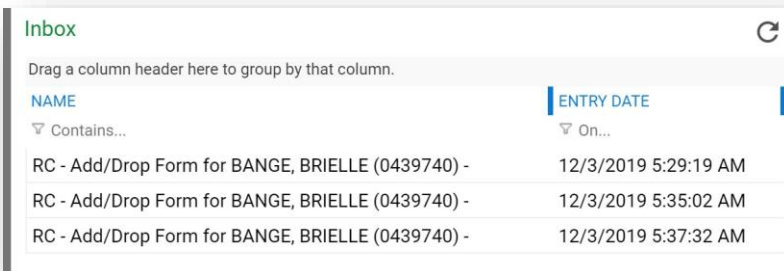 Inbox
Drag a column header here to group by that column.
NAME ENTRY DATE
Contains... On...
RC - Add/Drop Form for BANGE, BRIELLE (0439740) - 12/3/2019 5:29:19 AM
RC - Add/Drop Form for BANGE, BRIELLE (0439740) - 12/3/2019 5:35:02 AM
RC - Add/Drop Form for BANGE, BRIELLE (0439740) - 12/3/2019 5:37:32 AM